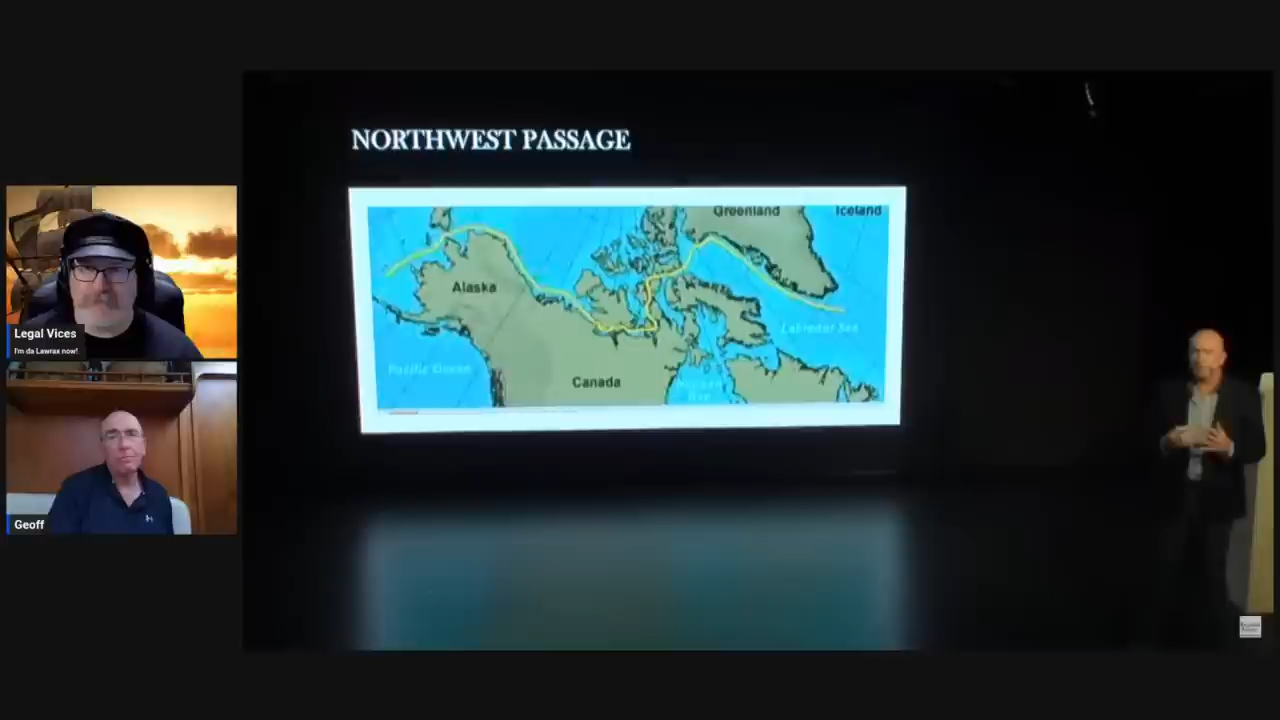 NORTHWEST PASSAGE
Greenland
Iceland
Alaska
Labrador Sea
Pacific Ocean
Canada
Legal Vices
I'm da Lawrax now!
Geoff